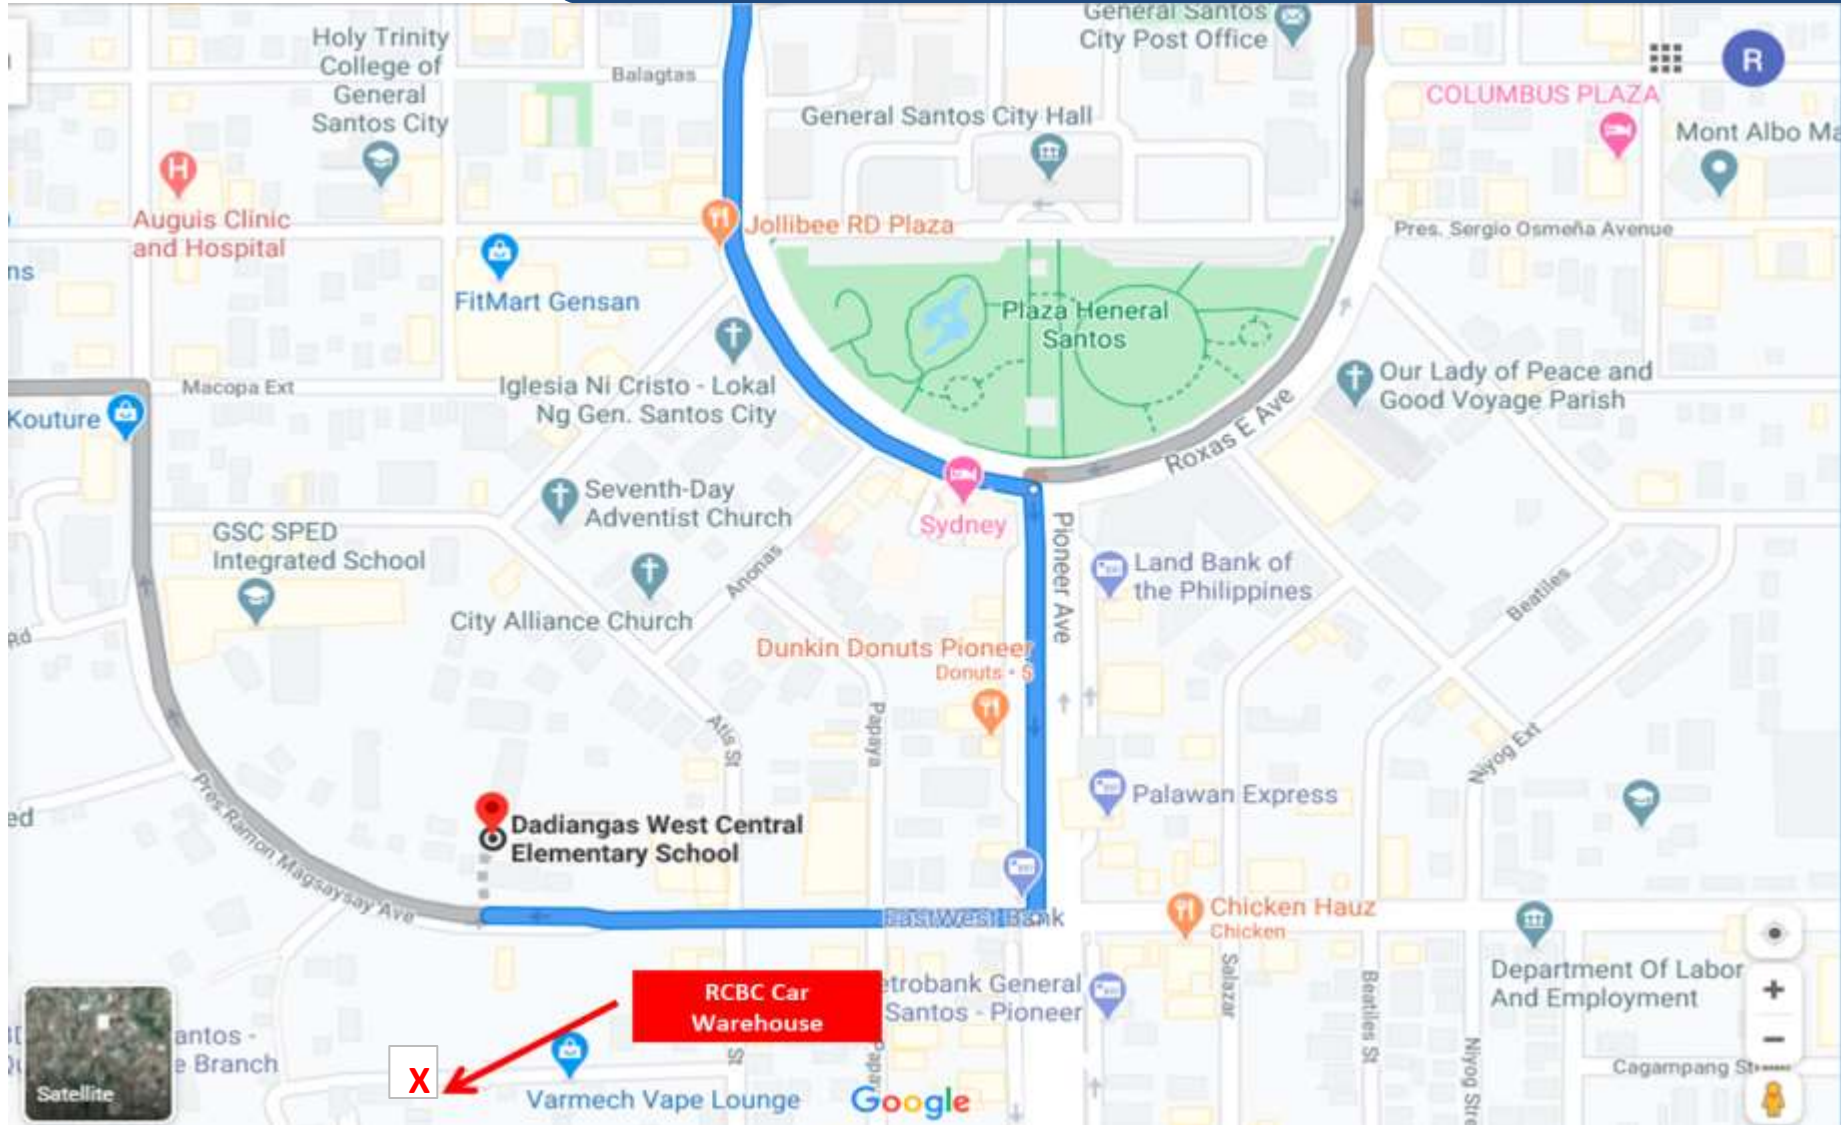 General Santos
City Post Office
Holy Trinity
College of
General
Santos City
Balagtas
R
COLUMBUS PLAZA
General Santos City Hall
Mont Albo Ma
H
Auguis Clinic
and Hospital
Jollibee RD Plaza
Pres. Sergio Osmeña Avenue
ns
FitMart Gensan
Plaza Heneral
Santos
Macopa Ext
Iglesia Ni Cristo - Lokal
Ng Gen. Santos City
Our Lady of Peace and
Good Voyage Parish
Kouture
Roxas E Ave
Seventh-Day
Adventist Church
Sydney
Pioneer Ave
GSC SPED
Integrated School
Anonas
Land Bank of
the Philippines
Beatiles
City Alliance Church
Dunkin Donuts Pioneer
Donuts - $
Atis St
Papaya
Niyog Ext
Palawan Express
ed
Dadiangas West Central
Elementary School
Pres. Ramon Magsaysay Ave
EastWest Bank
Chicken Hauz
Chicken
Salazar
Beatiles St
Department Of Labor
And Employment
RCBC Car
Warehouse
etrobank General
Santos - Pioneer
antos -
e Branch
Satellite
X
St
Papay
Niyog Stre
Cagampang St
Varmech Vape Lounge
Google